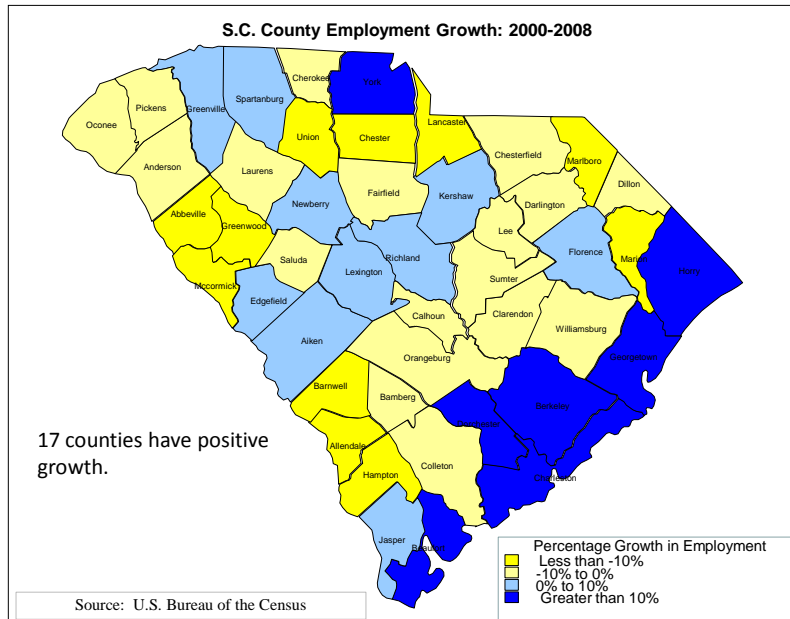 S.C. County Employment Growth: 2000-2008
Cherokee
York
Spartanburg
Greenville
Pickens
Oconee
Union
Chester
Lancaster
Chesterfield
Marlboro
Anderson
Laurens
Dillon
Fairfield
Kershaw
Darlington
Newberry
Abbeville
Greenwood
Lee
Florence
Marion
Horry
Richland
Saluda
Lexington
Sumter
Mccormick
Edgefield
Calhoun
Clarendon
Williamsburg
Aiken
Orangeburg
Georgetown
Barnwell
Bamberg
Berkeley
Dorchester
17 counties have positive
growth.
Allendale
Colleton
Hampton
Charleston
Jasper
Beaufort
Percentage Growth in Employment
Less than -10%
-10% to 0%
0% to 10%
Greater than 10%
Source: U.S. Bureau of the Census